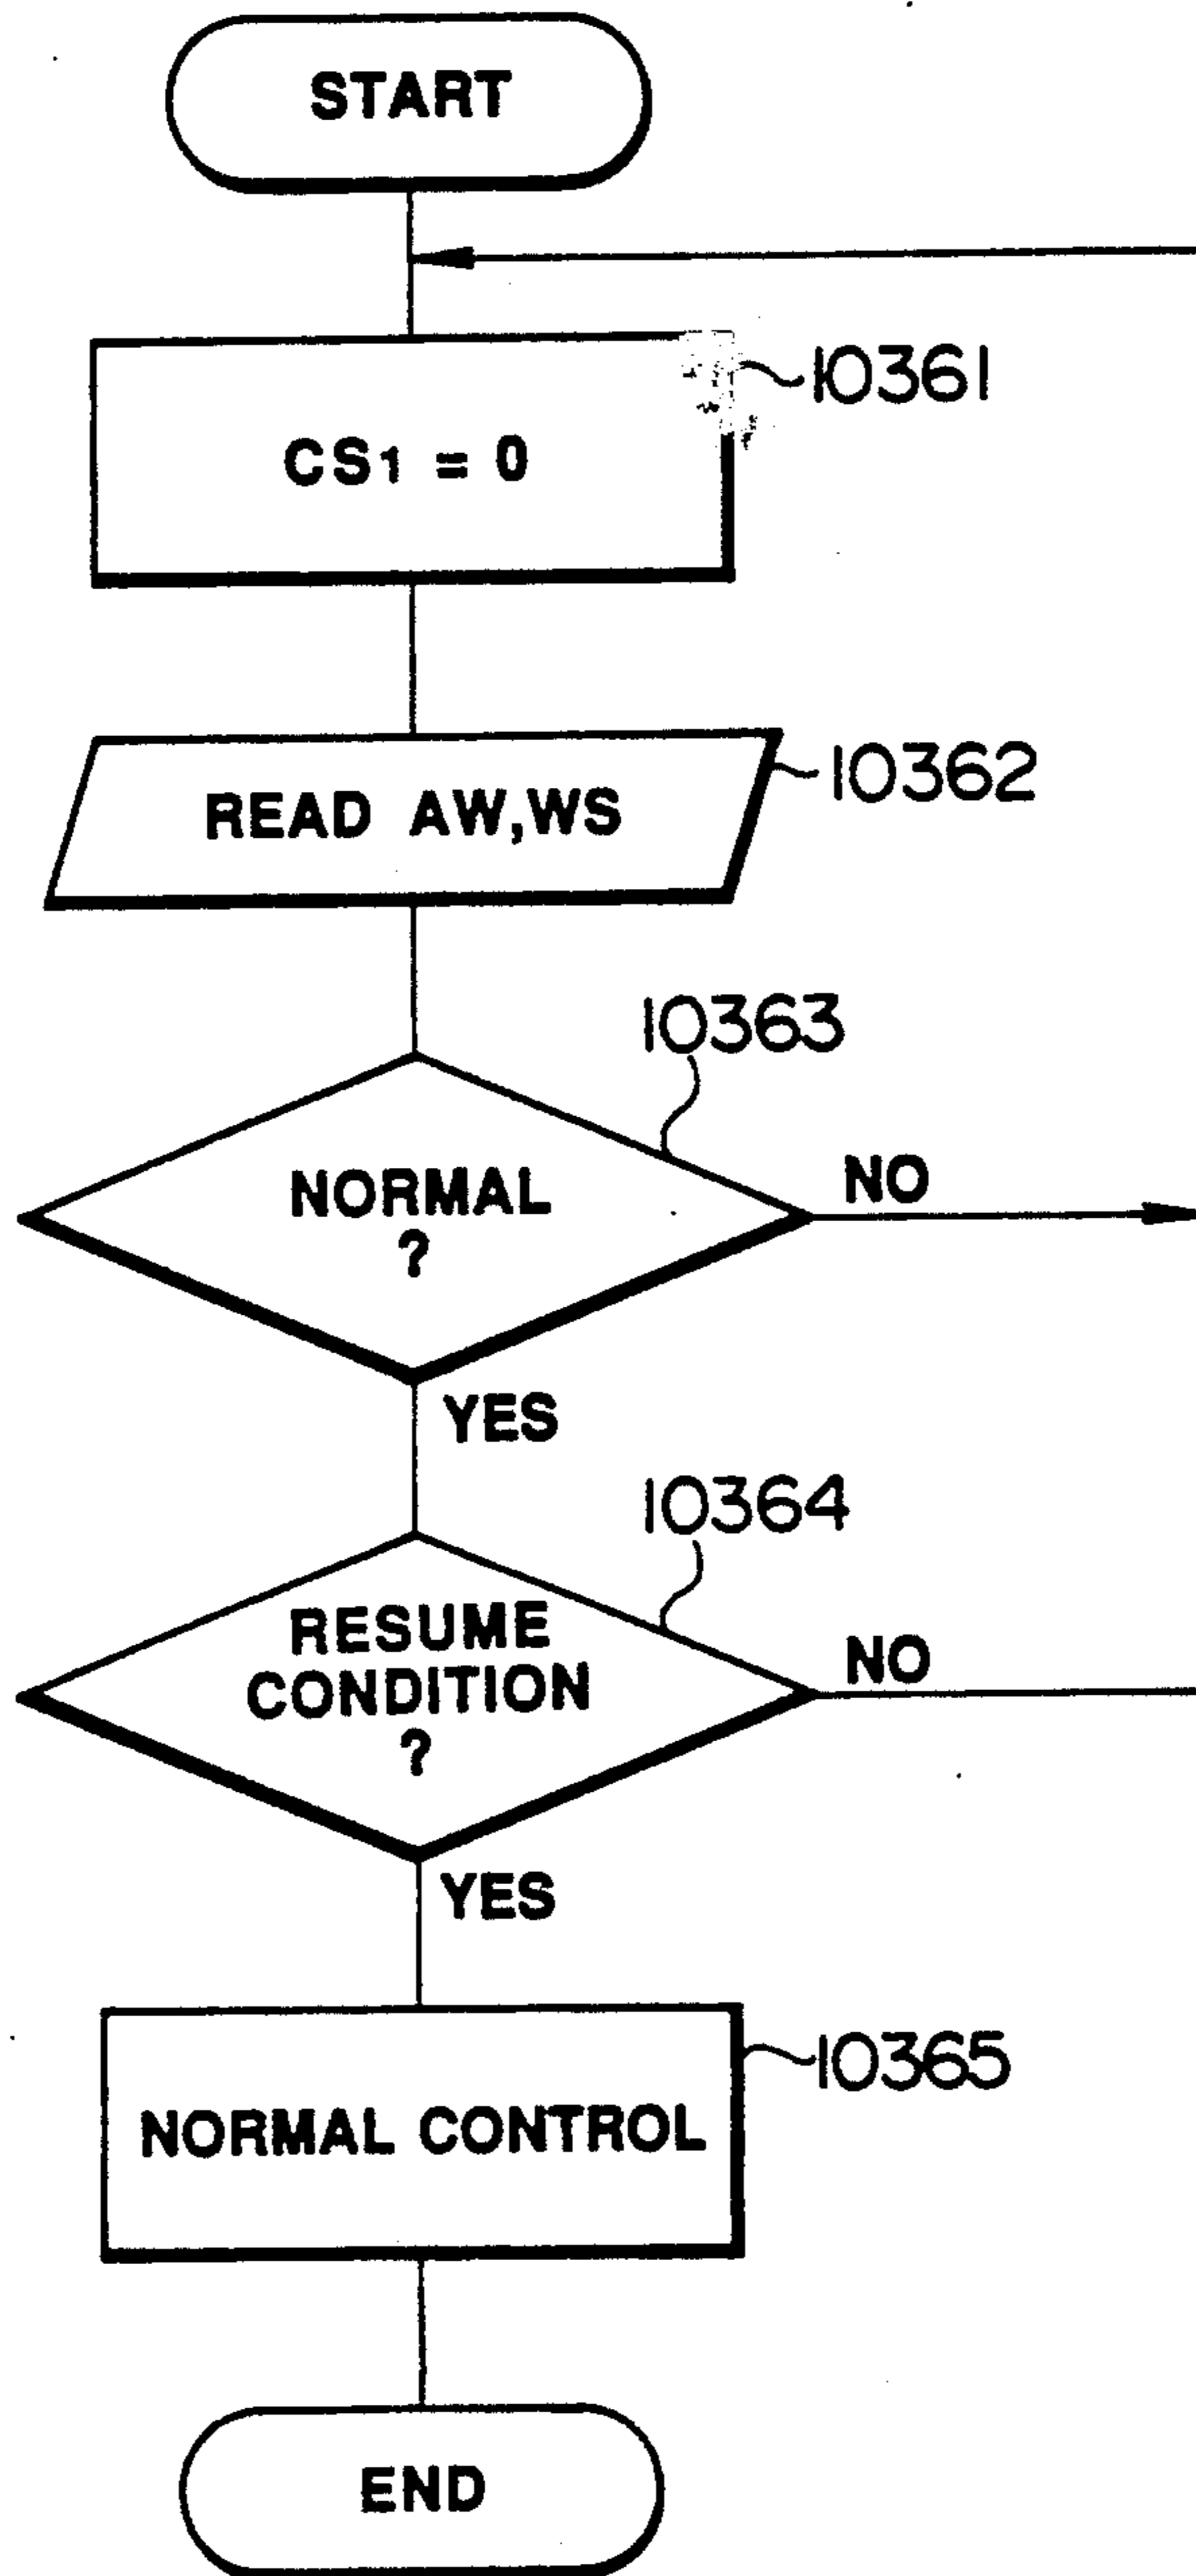 START
10361
CS1 = 0
10362
READ AW,WS
10363
NORMAL
?
NO
YES
10364
RESUME
CONDITION
?
NO
YES
10365
NORMAL CONTROL
END